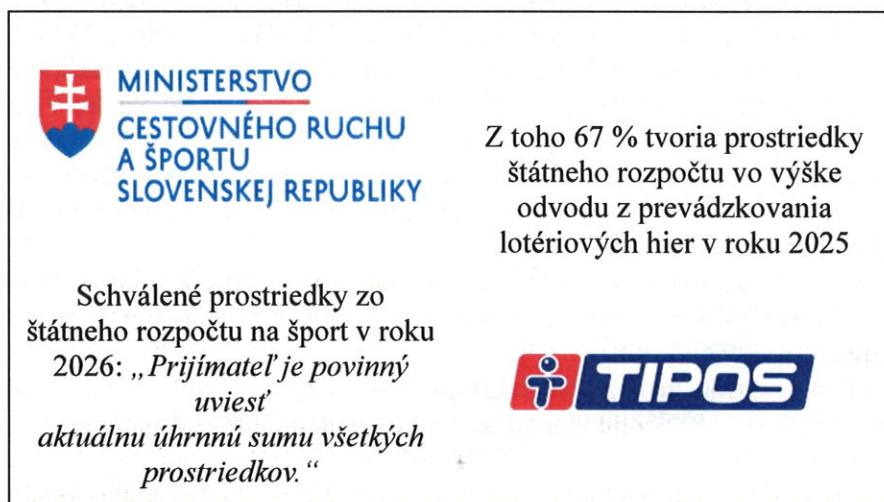 MINISTERSTVO
CESTOVNÉHO RUCHU
A ŠPORTU
SLOVENSKEJ REPUBLIKY
Schválené prostriedky zo
štátneho rozpočtu na šport v roku
2026: „Prijímateľ je povinný
uviesť
aktuálnu úhrnnú sumu všetkých
prostriedkov.“
Z toho 67 % tvoria prostriedky
štátneho rozpočtu vo výške
odvodu z prevádzkovania
lotériových hier v roku 2025
TIPOS